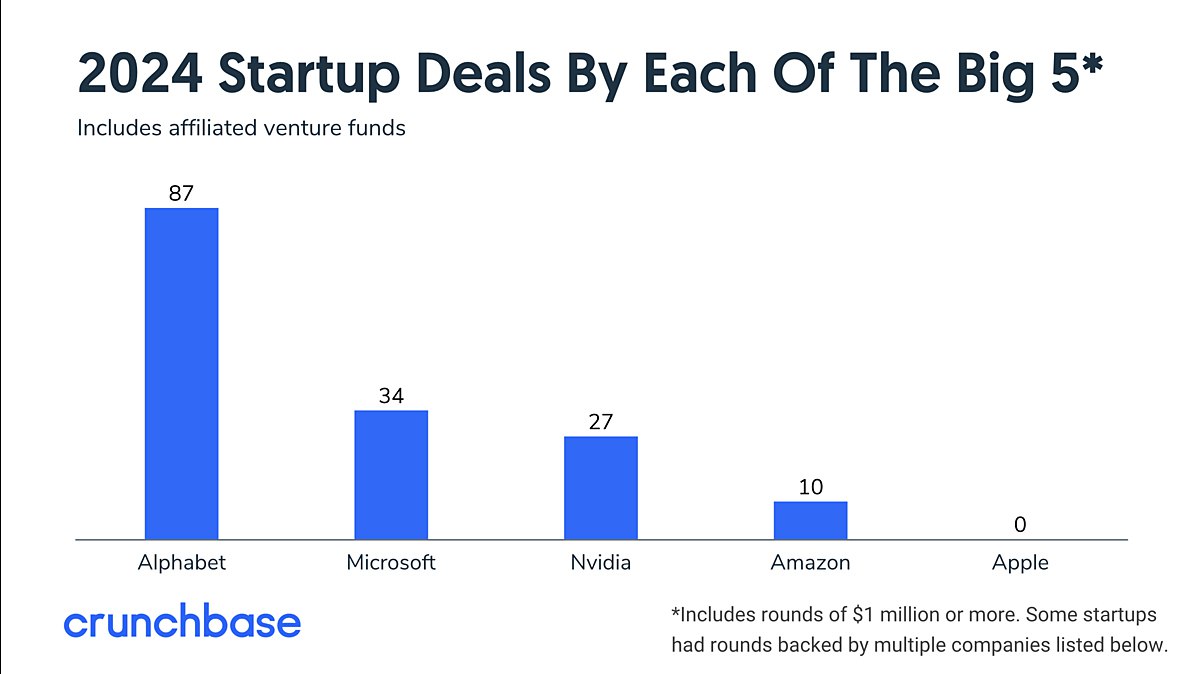 2024 Startup Deals By Each Of The Big 5*
Includes affiliated venture funds
87
34
27
10
0
Alphabet
Microsoft
Nvidia
Amazon
Apple
crunchbase
*Includes rounds of $1 million or more. Some startups
had rounds backed by multiple companies listed below.